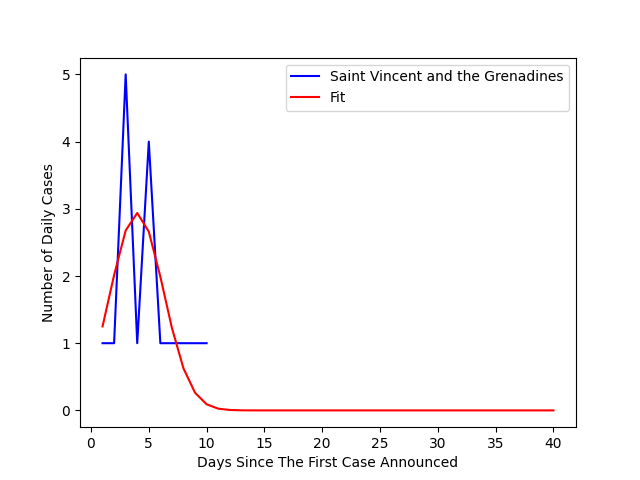 Saint Vincent and the Grenadines
Fit
Number of Daily Cases
5
4
3
2
1
0
0 5 10 15 20 25 30 35 40
Days Since The First Case Announced